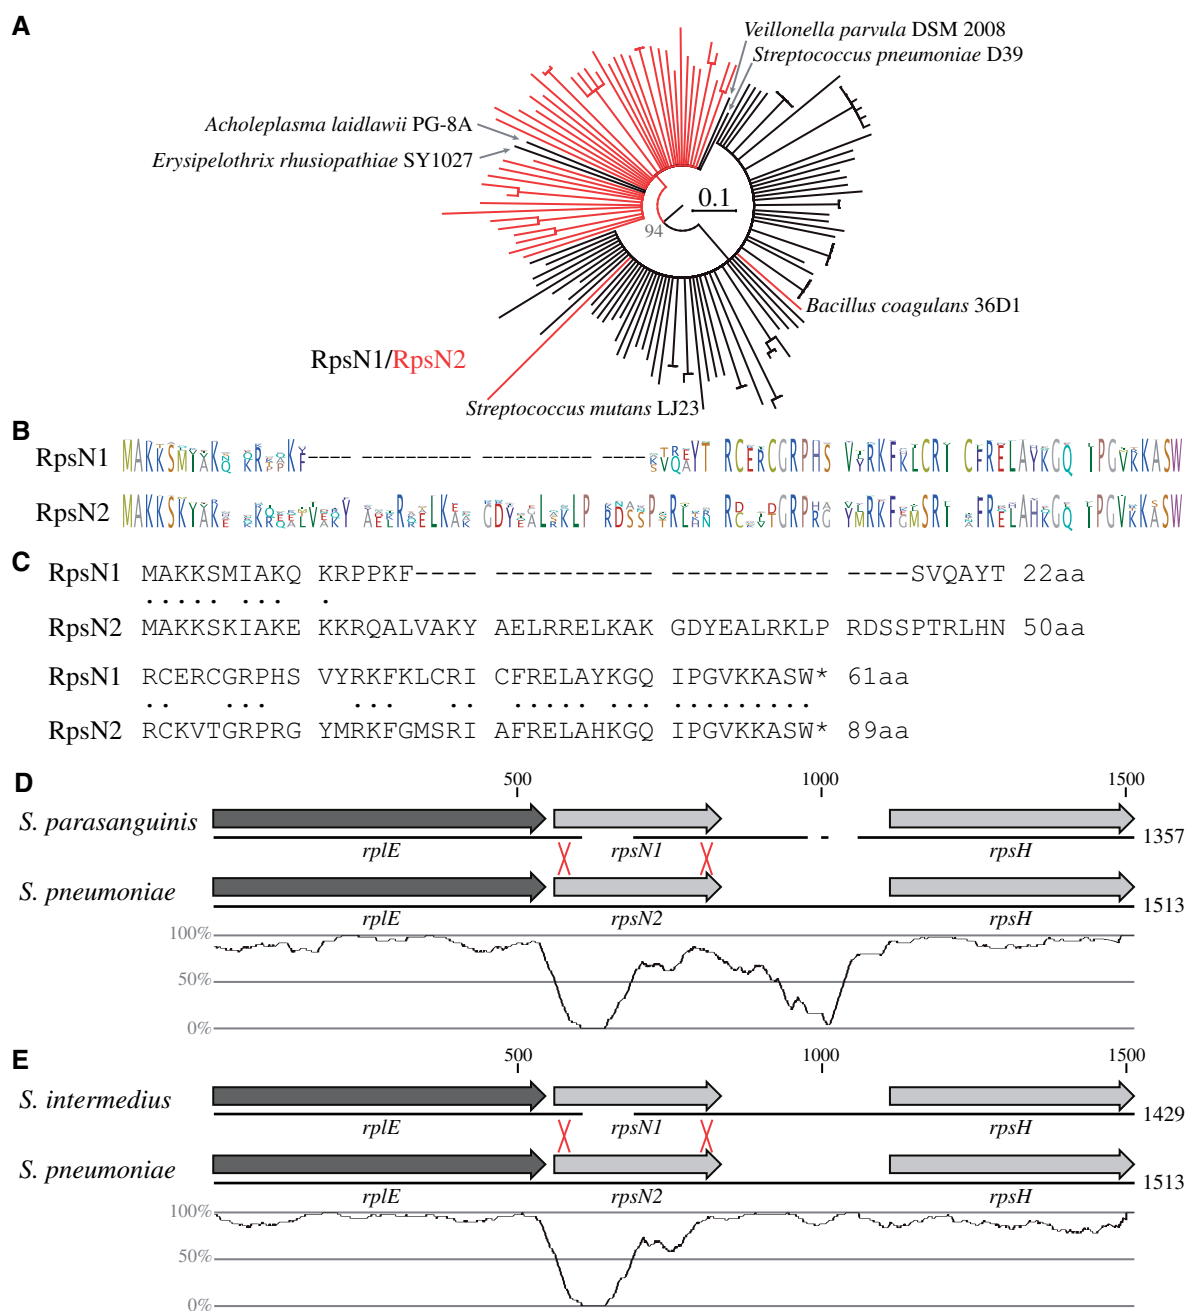 A
Veillonella parvula DSM 2008
Streptococcus pneumoniae D39
Acholeplasma laidlawii PG-8A
Erysipelothrix rhusiopathiae SY1027
0.1
94
Bacillus coagulans 36D1
RpsN1/RpsN2
Streptococcus mutans LJ23
B
RpsN1
RpsN2
C
RpsN1 MAKKSMIAKQ KRPPKF---- ---------- ---------- ----SVQAYT 22aa
RpsN2 MAKKSKIAKE KKRQALVAKY AELRRELKAK GDYEALRKLP RDSSPTRLHN 50aa
RpsN1 RCERCGRPHS VYRKFKLCRI CFRELAYKGQ IPGVKKASW* 61aa
RpsN2 RCKVTGRPRG YMRKFGMSRI AFRELAHKGQ IPGVKKASW* 89aa
D
500 1000 1500
S. parasanguinis
rplE rpsN1 rpsH 1357
S. pneumoniae
rplE rpsN2 rpsH 1513
100%
50%
0%
E
500 1000 1500
S. intermedius
rplE rpsN1 rpsH 1429
S. pneumoniae
rplE rpsN2 rpsH 1513
100%
50%
0%